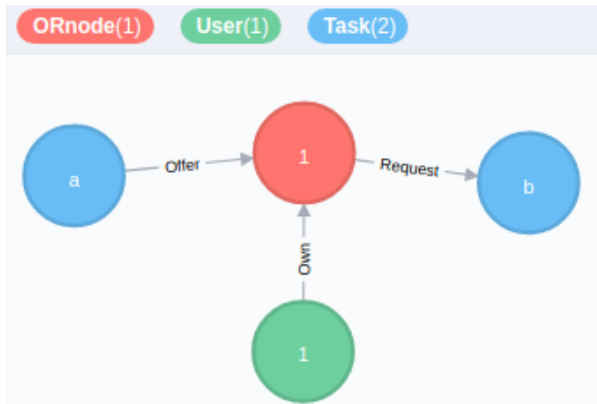 ORnode(1) User(1) Task(2)
a Offer 1 Request b
Own
1